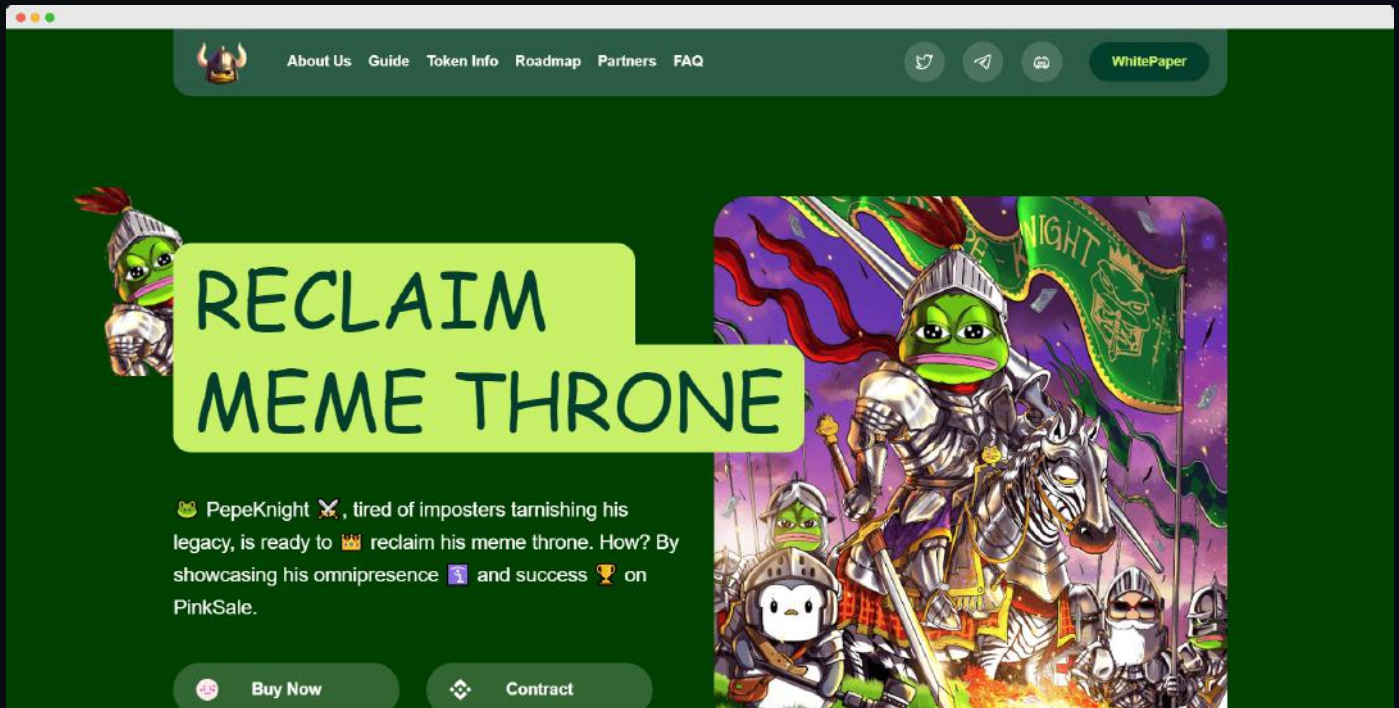 About Us Guide Token Info Roadmap Partners FAQ WhitePaper
RECLAIM
MEME THRONE
🐸 PepeKnight ⚔️, tired of imposters tarnishing his
legacy, is ready to 👑 reclaim his meme throne. How? By
showcasing his omnipresence 🛐 and success 🏆 on
PinkSale.
Buy Now Contract
NIGHT